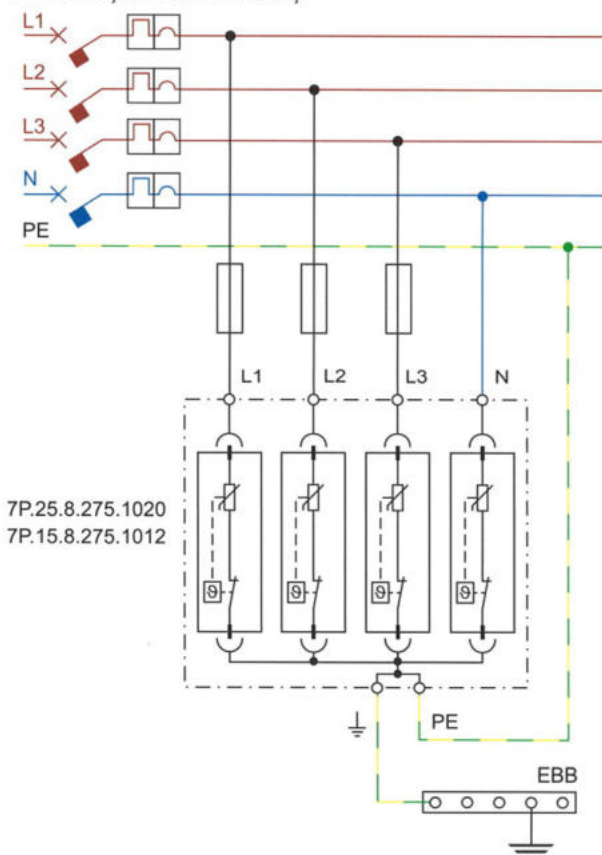 L1
L2
L3
N
PE
L1 L2 L3 N
7P.25.8.275.1020
7P.15.8.275.1012
ϑ ϑ ϑ ϑ
PE
EBB